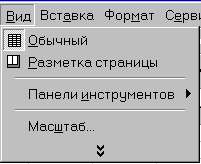 Вид Вставка Формат Серви
Обычный
Разметка страницы
Панели инструментов
Масштаб...